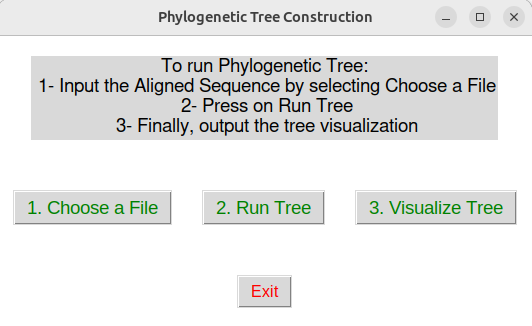 Phylogenetic Tree Construction
To run Phylogenetic Tree:
1- Input the Aligned Sequence by selecting Choose a File
2- Press on Run Tree
3- Finally, output the tree visualization
1. Choose a File
2. Run Tree
3. Visualize Tree
Exit